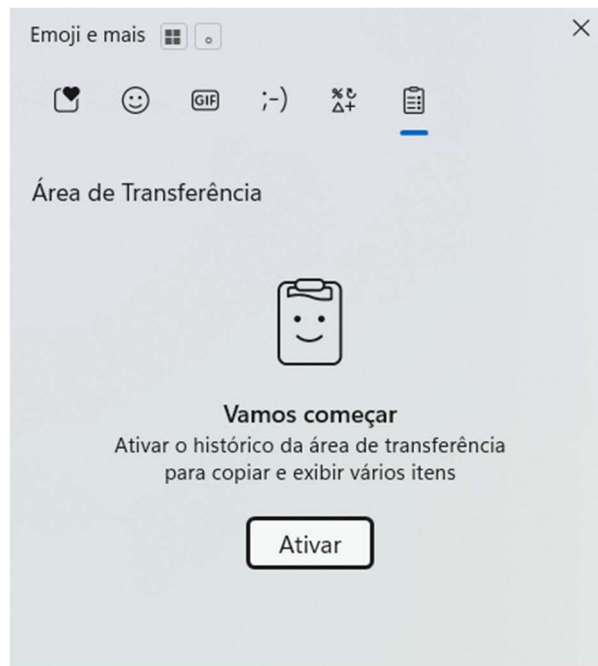 Emoji e mais
GIF ;-)
Área de Transferência
Vamos começar
Ativar o histórico da área de transferência
para copiar e exibir vários itens
Ativar